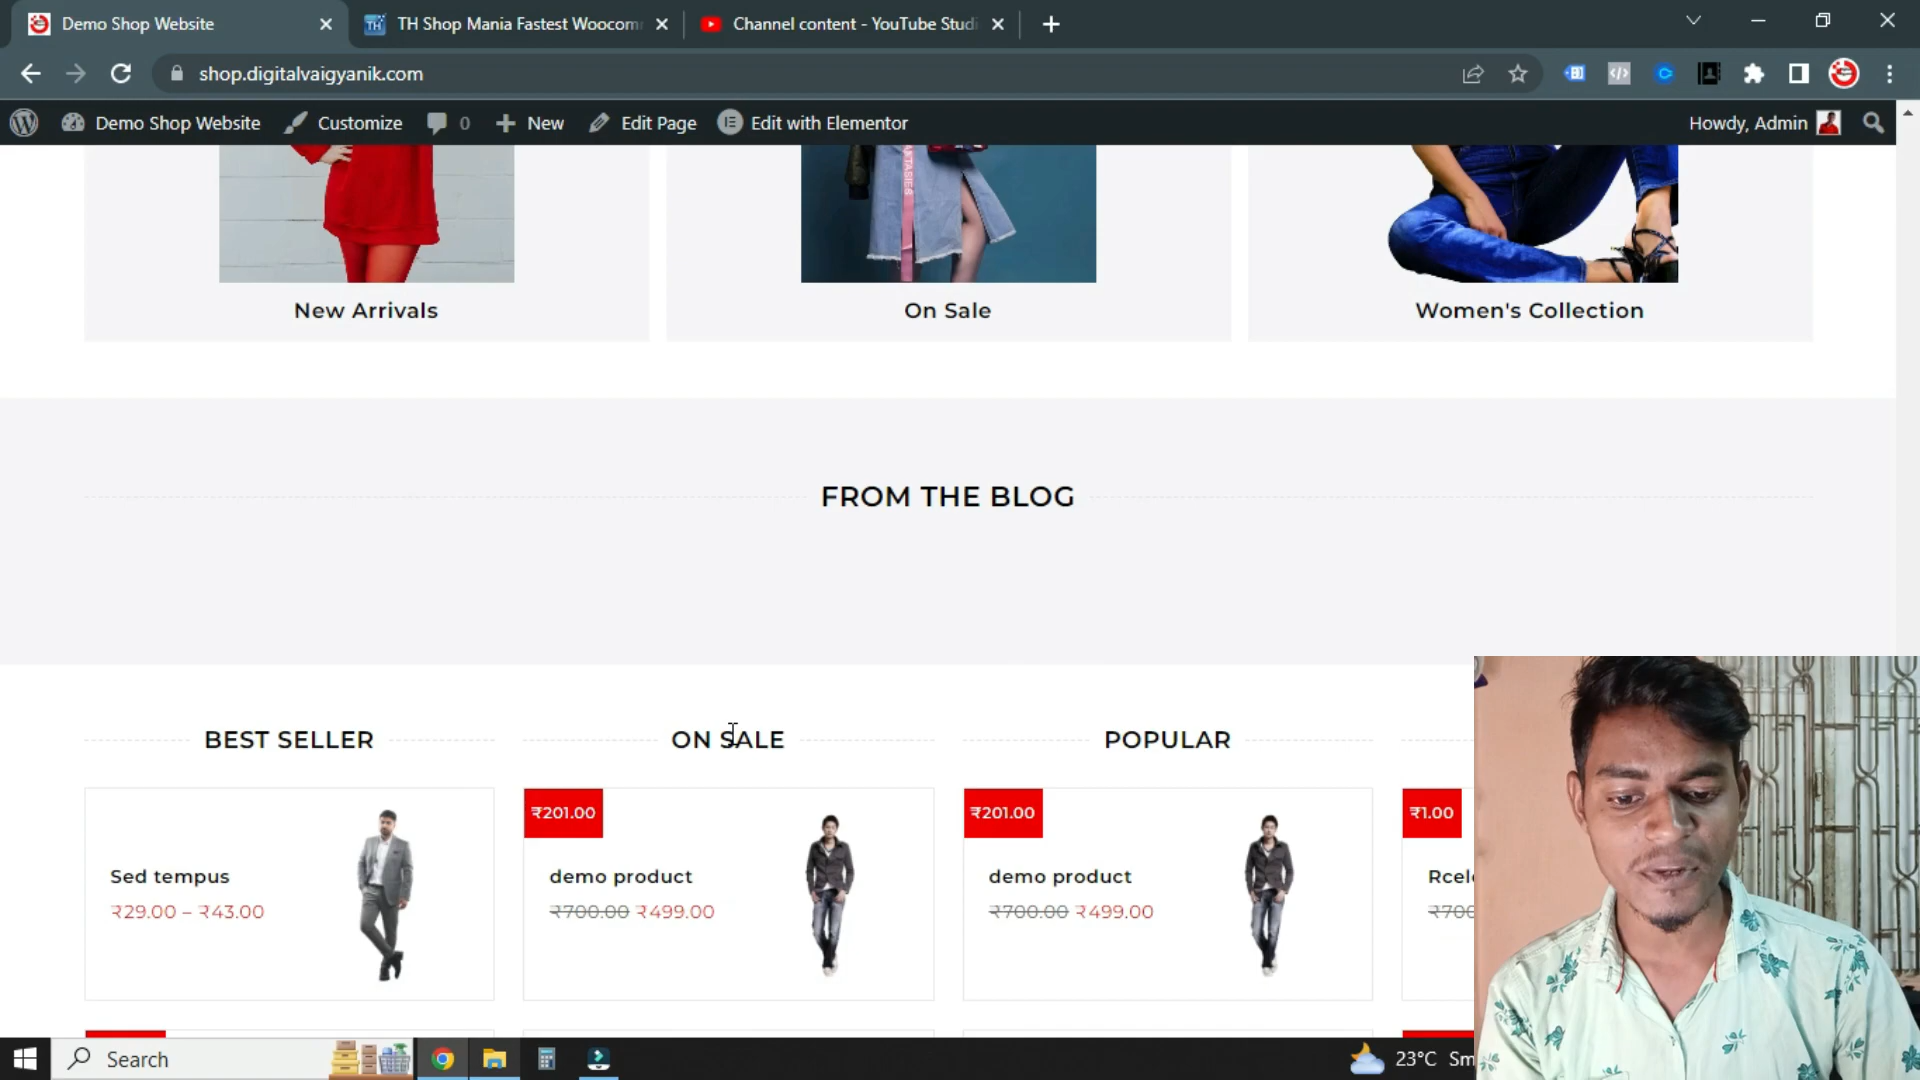 Demo Shop Website
TH Shop Mania Fastest Woocom
Channel content - YouTube Studi
shop.digitalvaigyanik.com
Demo Shop Website
Customize
0
New
Edit Page
Edit with Elementor
Howdy, Admin
New Arrivals
On Sale
Women's Collection
FROM THE BLOG
BEST SELLER
ON SALE
POPULAR
Sed tempus
₹29.00 – ₹43.00
₹201.00
demo product
₹700.00 ₹499.00
₹201.00
demo product
₹700.00 ₹499.00
₹1.00
Rcel
₹700
Search
23°C Sm